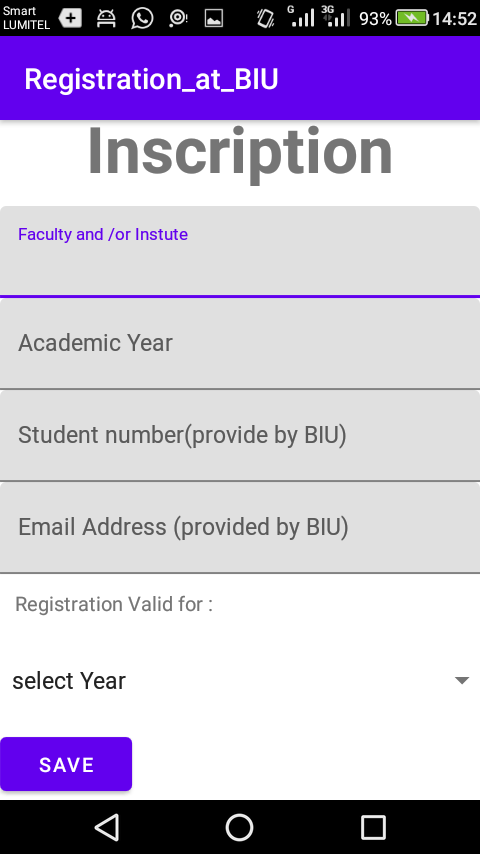 Smart
LUMITEL
G
3G
93%
14:52
Registration_at_BIU
Inscription
Faculty and /or Instute
Academic Year
Student number(provide by BIU)
Email Address (provided by BIU)
Registration Valid for :
select Year
SAVE